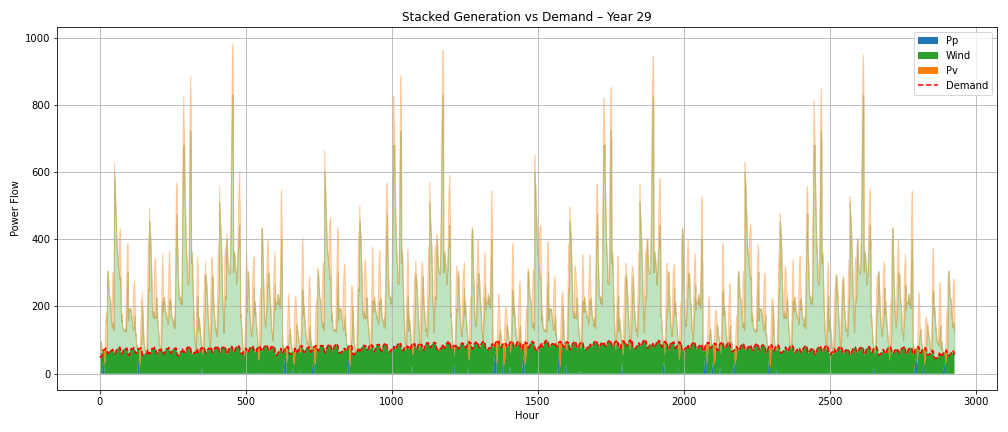 Stacked Generation vs Demand – Year 29
Power Flow
1000
800
600
400
200
0
0
500
1000
1500
2000
2500
3000
Hour
Pp
Wind
Pv
Demand